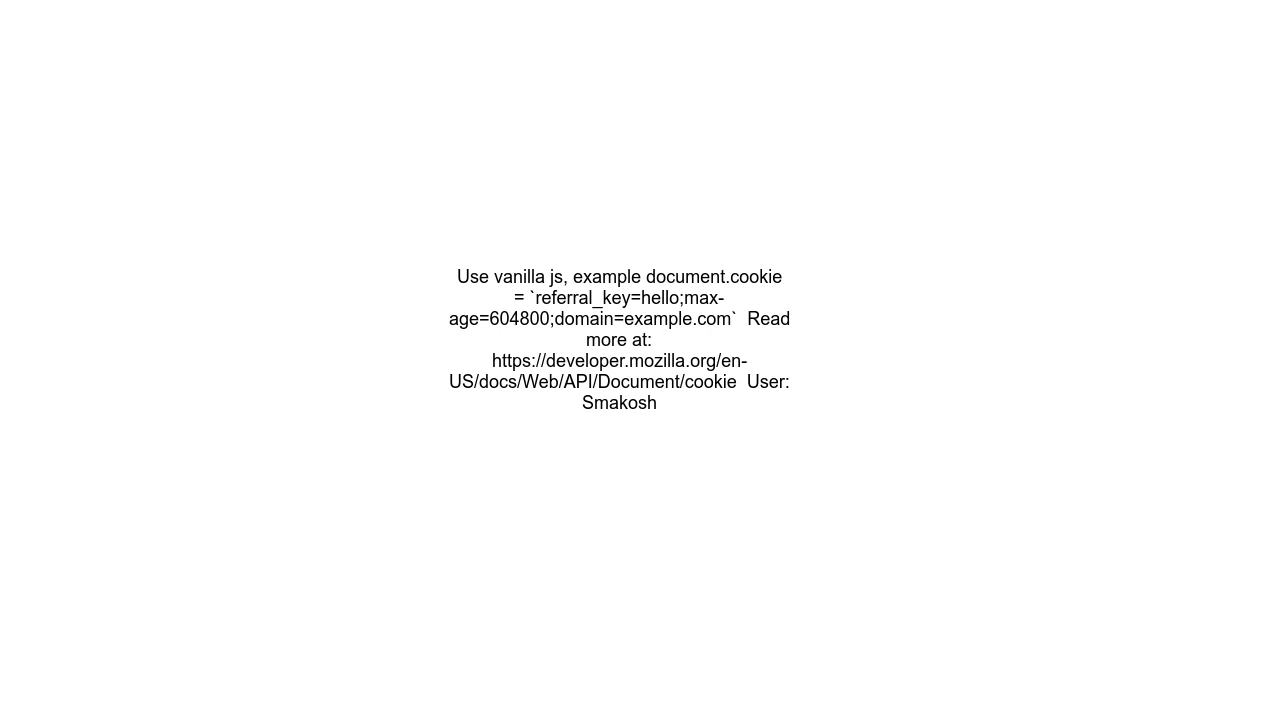 Use vanilla js, example document.cookie
= `referral_key=hello;max-
age=604800;domain=example.com`  Read
more at:
https://developer.mozilla.org/en-
US/docs/Web/API/Document/cookie  User:
Smakosh